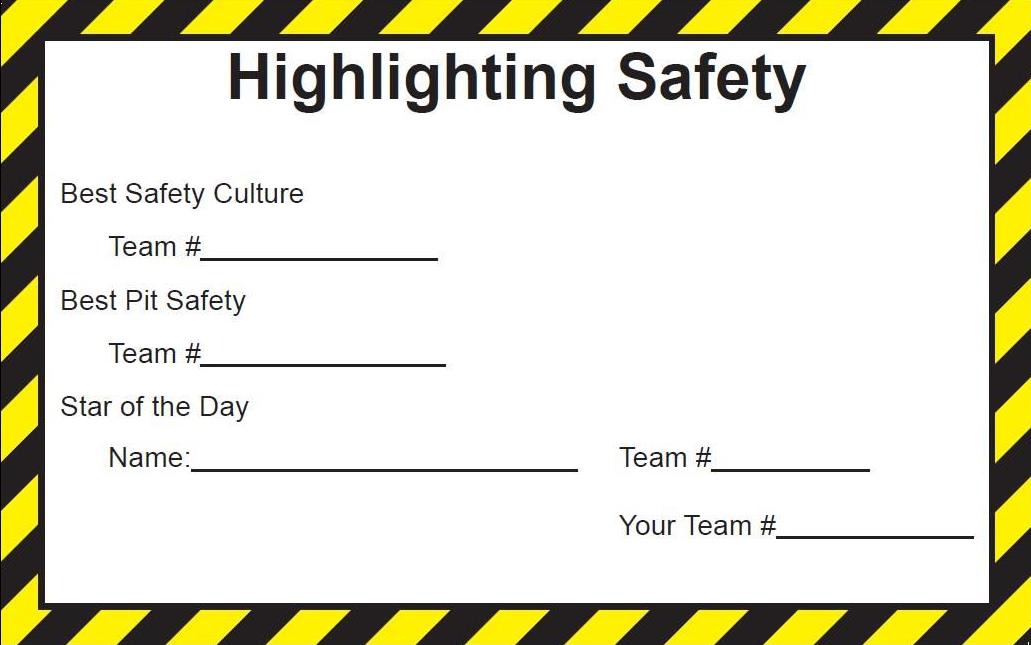 Highlighting Safety
Best Safety Culture
Team #
Best Pit Safety
Team #
Star of the Day
Name: Team #
Your Team #